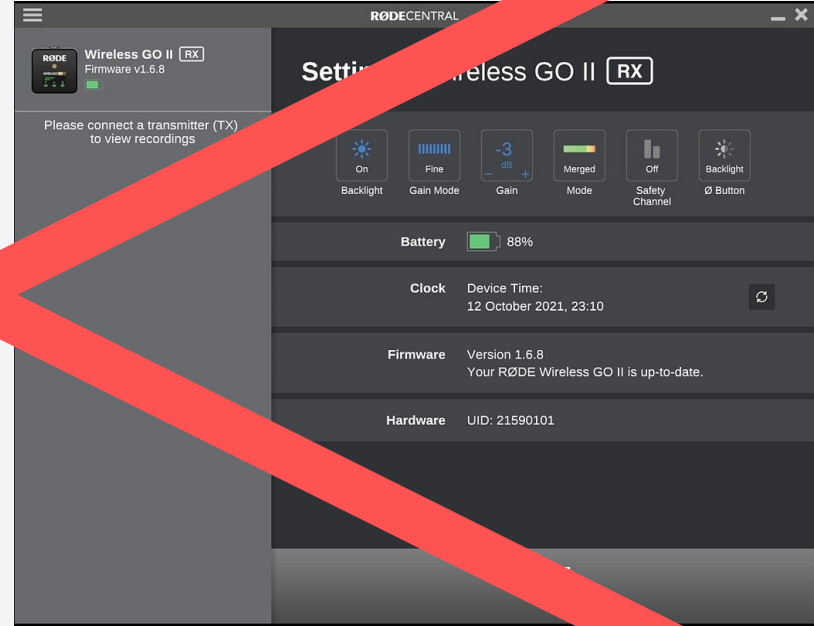 RØDECENTRAL
RØDE
Wireless GO II RX
Firmware v1.6.8
Please connect a transmitter (TX)
to view recordings
GO II RX
On
Backlight
Fine
Gain Mode
-3
dB
- +
Gain
Merged
Mode
Off
Safety
Channel
Backlight
Ø Button
Battery 88%
Clock Device Time:
12 October 2021, 23:10
Firmware Version 1.6.8
Your RØDE Wireless GO II is up-to-date.
Hardware UID: 21590101